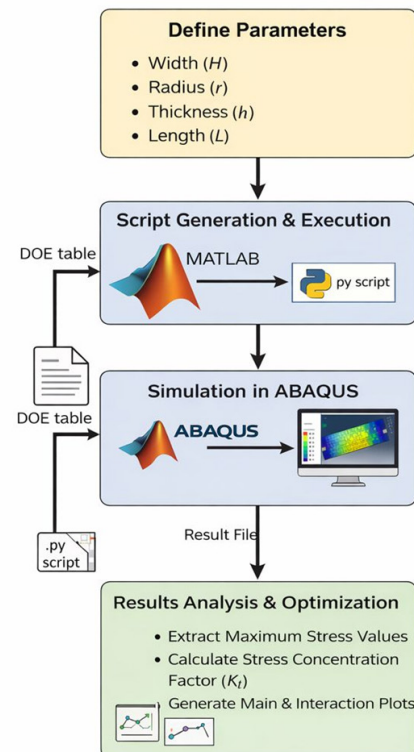 Define Parameters
• Width (H)
• Radius (r)
• Thickness (h)
• Length (L)
Script Generation & Execution
DOE table
MATLAB
py script
Simulation in ABAQUS
DOE table
ABAQUS
.py
script
Result File
Results Analysis & Optimization
• Extract Maximum Stress Values
• Calculate Stress Concentration
Factor (Kt)
Generate Main & Interaction Plots